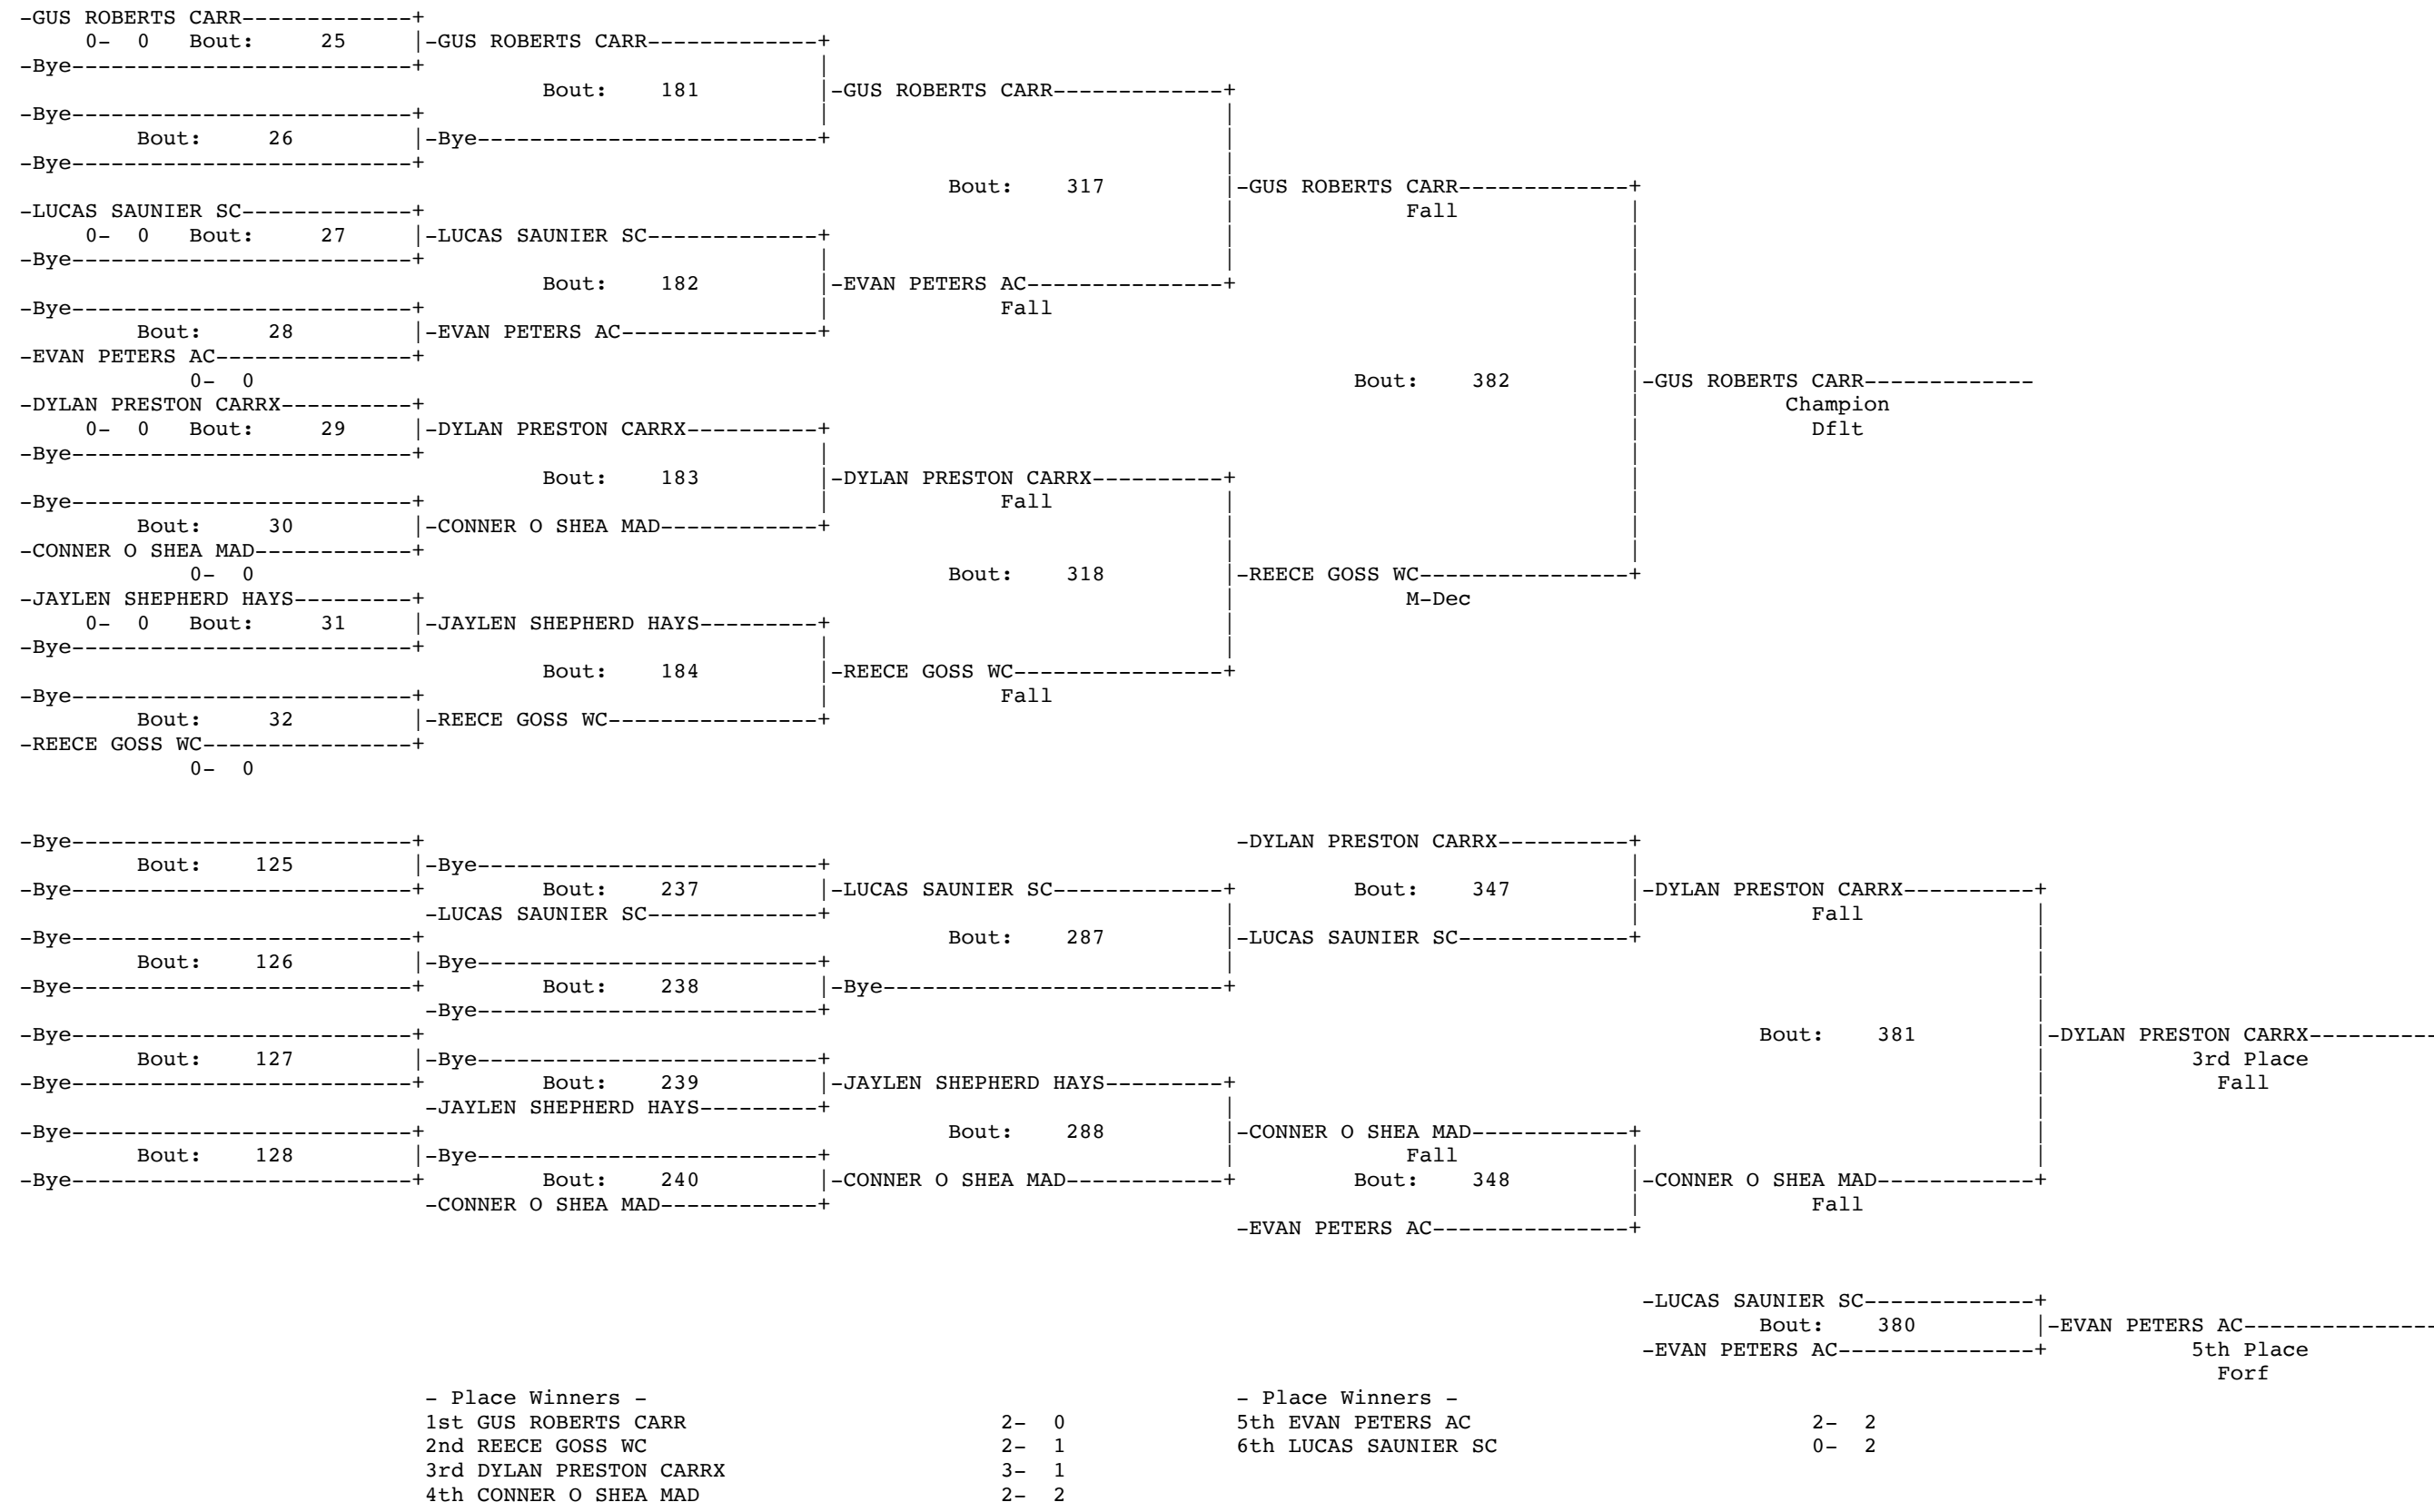 -GUS ROBERTS CARR-------------+
0- 0 Bout: 25 |-GUS ROBERTS CARR-------------+
-Bye--------------------------+ |
Bout: 181 |-GUS ROBERTS CARR-------------+
-Bye--------------------------+ | |
Bout: 26 |-Bye--------------------------+ |
-Bye--------------------------+ |
Bout: 317 |-GUS ROBERTS CARR-------------+
-LUCAS SAUNIER SC-------------+ | Fall |
0- 0 Bout: 27 |-LUCAS SAUNIER SC-------------+ | |
-Bye--------------------------+ | | |
Bout: 182 |-EVAN PETERS AC---------------+ |
-Bye--------------------------+ | Fall |
Bout: 28 |-EVAN PETERS AC---------------+ |
-EVAN PETERS AC---------------+ |
0- 0 Bout: 382 |-GUS ROBERTS CARR-------------
-DYLAN PRESTON CARRX----------+ | Champion
0- 0 Bout: 29 |-DYLAN PRESTON CARRX----------+ | Dflt
-Bye--------------------------+ | |
Bout: 183 |-DYLAN PRESTON CARRX----------+ |
-Bye--------------------------+ | Fall | |
Bout: 30 |-CONNER O SHEA MAD------------+ | |
-CONNER O SHEA MAD------------+ | |
0- 0 Bout: 318 |-REECE GOSS WC----------------+
-JAYLEN SHEPHERD HAYS---------+ | M-Dec
0- 0 Bout: 31 |-JAYLEN SHEPHERD HAYS---------+ |
-Bye--------------------------+ | |
Bout: 184 |-REECE GOSS WC----------------+
-Bye--------------------------+ | Fall
Bout: 32 |-REECE GOSS WC----------------+
-REECE GOSS WC----------------+
0- 0
-Bye--------------------------+ -DYLAN PRESTON CARRX----------+
Bout: 125 |-Bye--------------------------+ |
-Bye--------------------------+ Bout: 237 |-LUCAS SAUNIER SC-------------+ Bout: 347 |-DYLAN PRESTON CARRX----------+
-LUCAS SAUNIER SC-------------+ | | Fall |
-Bye--------------------------+ Bout: 287 |-LUCAS SAUNIER SC-------------+ |
Bout: 126 |-Bye--------------------------+ | |
-Bye--------------------------+ Bout: 238 |-Bye--------------------------+ |
-Bye--------------------------+ |
-Bye--------------------------+ Bout: 381 |-DYLAN PRESTON CARRX----------
Bout: 127 |-Bye--------------------------+ | 3rd Place
-Bye--------------------------+ Bout: 239 |-JAYLEN SHEPHERD HAYS---------+ | Fall
-JAYLEN SHEPHERD HAYS---------+ | |
-Bye--------------------------+ Bout: 288 |-CONNER O SHEA MAD------------+ |
Bout: 128 |-Bye--------------------------+ | Fall | |
-Bye--------------------------+ Bout: 240 |-CONNER O SHEA MAD------------+ Bout: 348 |-CONNER O SHEA MAD------------+
-CONNER O SHEA MAD------------+ | Fall
-EVAN PETERS AC---------------+
-LUCAS SAUNIER SC-------------+
Bout: 380 |-EVAN PETERS AC---------------
-EVAN PETERS AC---------------+ 5th Place
Forf
- Place Winners - - Place Winners -
1st GUS ROBERTS CARR 2- 0 5th EVAN PETERS AC 2- 2
2nd REECE GOSS WC 2- 1 6th LUCAS SAUNIER SC 0- 2
3rd DYLAN PRESTON CARRX 3- 1
4th CONNER O SHEA MAD 2- 2